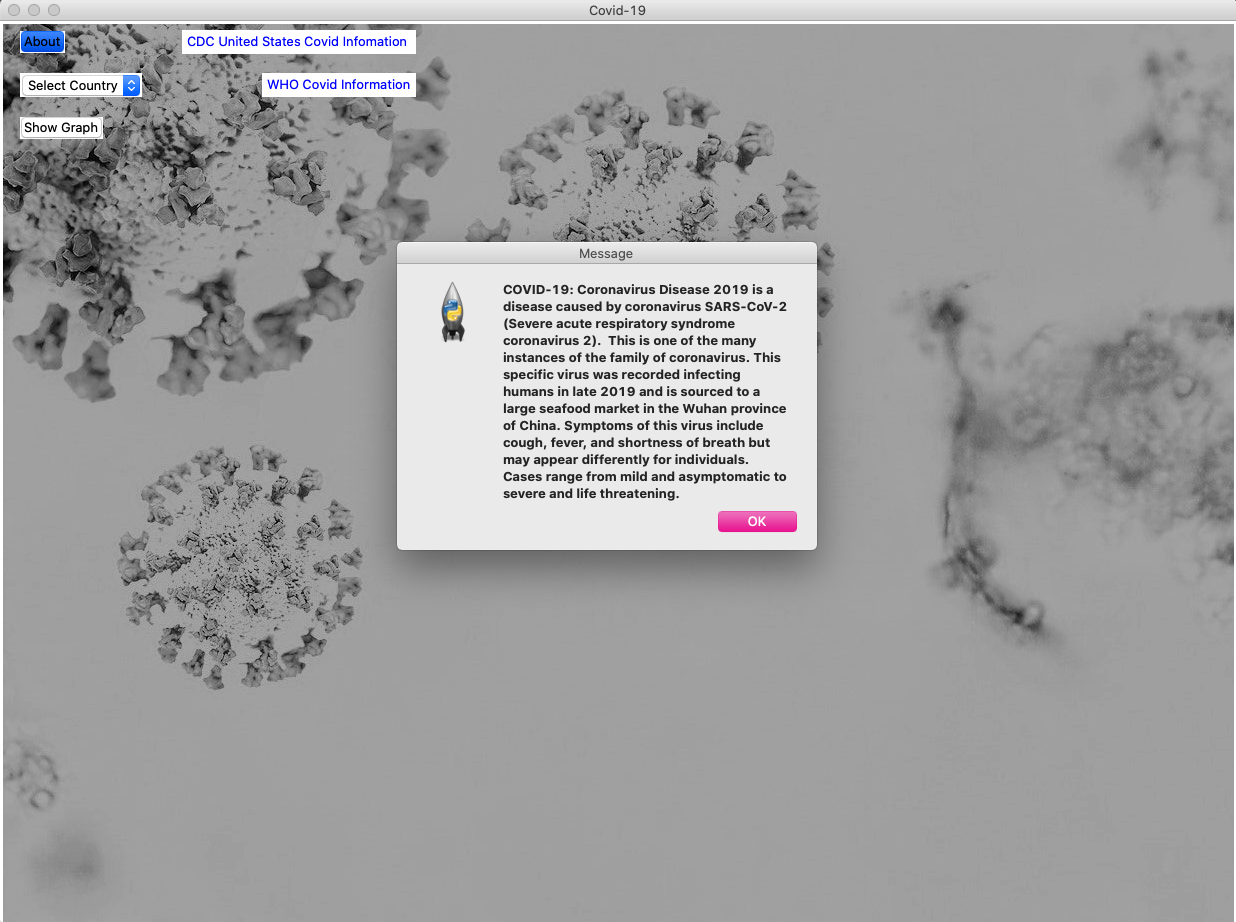 Covid-19
About
CDC United States Covid Infomation
Select Country
WHO Covid Information
Show Graph
Message
COVID-19: Coronavirus Disease 2019 is a
disease caused by coronavirus SARS-CoV-2
(Severe acute respiratory syndrome
coronavirus 2).  This is one of the many
instances of the family of coronavirus. This
specific virus was recorded infecting
humans in late 2019 and is sourced to a
large seafood market in the Wuhan province
of China. Symptoms of this virus include
cough, fever, and shortness of breath but
may appear differently for individuals.
Cases range from mild and asymptomatic to
severe and life threatening.
OK